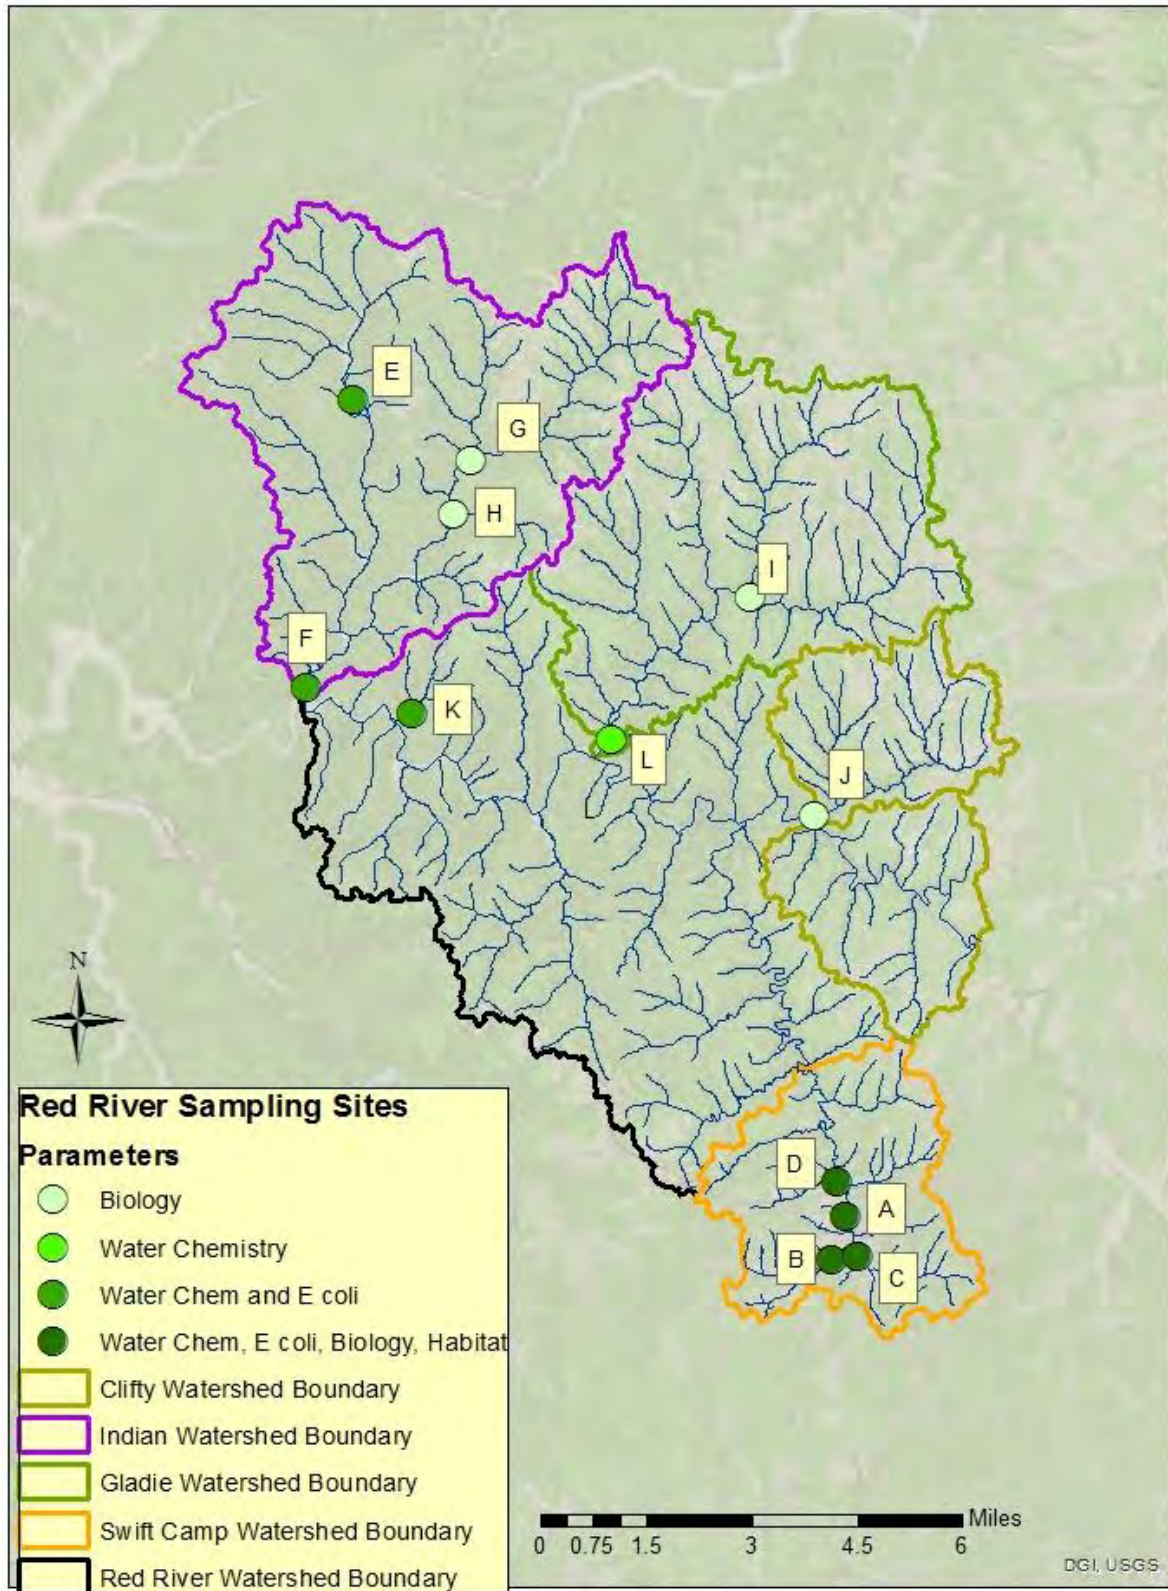 E
G
H
I
F
K
L
J
N
D
A
B
C
Red River Sampling Sites
Parameters
Biology
Water Chemistry
Water Chem and E coli
Water Chem, E coli, Biology, Habitat
Clifty Watershed Boundary
Indian Watershed Boundary
Gladie Watershed Boundary
Swift Camp Watershed Boundary
Red River Watershed Boundary
Miles
0 0.75 1.5 3 4.5 6
DGI, USGS